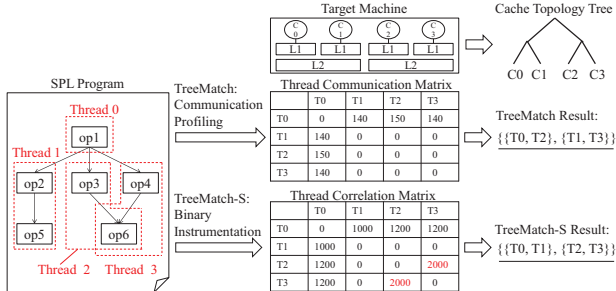 Target Machine
Cache Topology Tree
C 0 C 1 C 2 C 3
L1 L1 L1 L1
L2 L2
C0 C1 C2 C3
SPL Program
Thread 0
op1
Thread 1
op2 op3 op4
op5 op6
Thread 2 Thread 3
TreeMatch:
Communication
Profiling
Thread Communication Matrix
T0 T1 T2 T3
T0 0 140 150 140
T1 140 0 0 0
T2 150 0 0 0
T3 140 0 0 0
TreeMatch Result:
{{T0, T2}, {T1, T3}}
TreeMatch-S:
Binary
Instrumentation
Thread Correlation Matrix
T0 T1 T2 T3
T0 0 1000 1200 1200
T1 1000 0 0 0
T2 1200 0 0 2000
T3 1200 0 2000 0
TreeMatch-S Result:
{{T0, T1}, {T2, T3}}